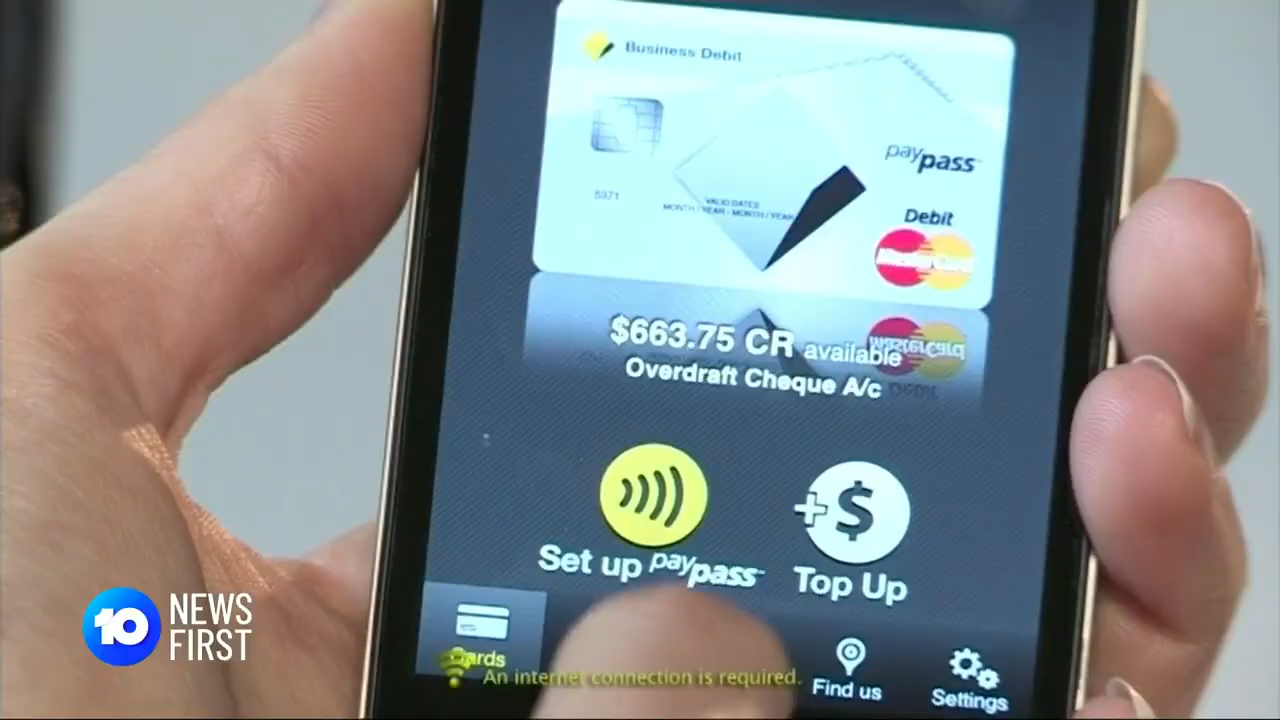 Business Debit
paypass
5371
VALID DATES
MONTH / YEAR - MONTH / YEAR
Debit
MasterCard
$663.75 CR available
Overdraft Cheque A/c
Set up paypass
+$
Top Up
Cards
Find us
Settings
An internet connection is required.
10 NEWS
FIRST